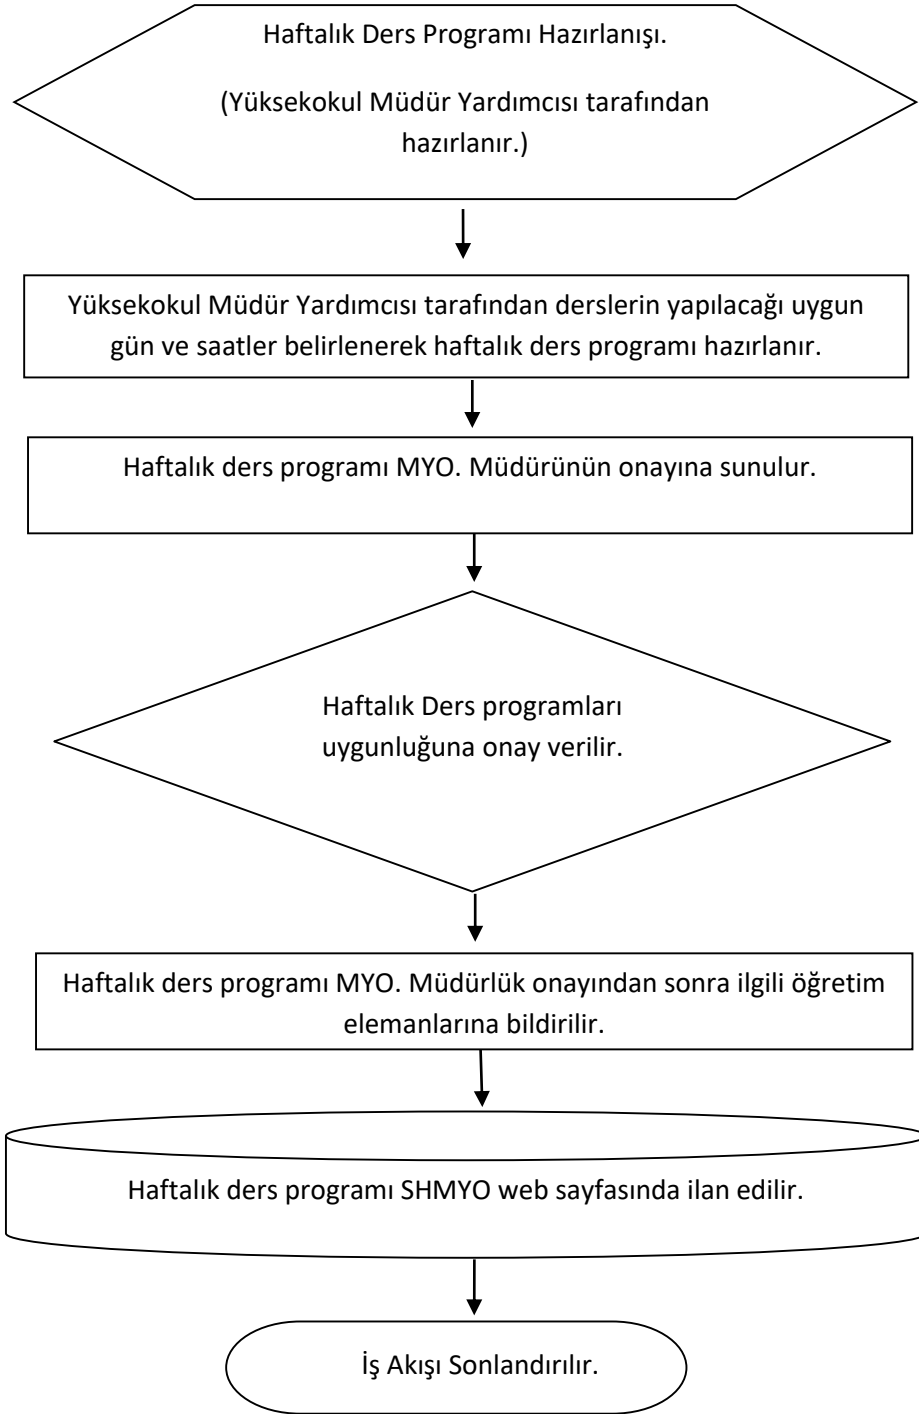 Haftalık Ders Programı Hazırlanışı.
(Yüksekokul Müdür Yardımcısı tarafından
hazırlanır.)
Yüksekokul Müdür Yardımcısı tarafından derslerin yapılacağı uygun
gün ve saatler belirlenerek haftalık ders programı hazırlanır.
Haftalık ders programı MYO. Müdürünün onayına sunulur.
Haftalık Ders programları
uygunluğuna onay verilir.
Haftalık ders programı MYO. Müdürlük onayından sonra ilgili öğretim
elemanlarına bildirilir.
Haftalık ders programı SHMYO web sayfasında ilan edilir.
İş Akışı Sonlandırılır.